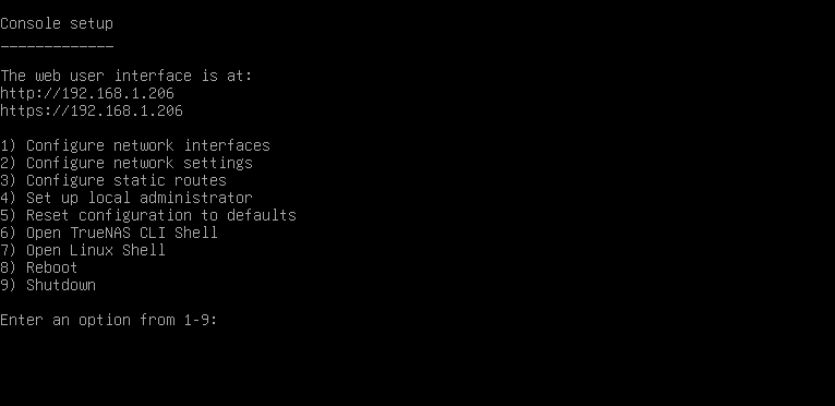 Console setup
-------------
The web user interface is at:
http://192.168.1.206
https://192.168.1.206
1) Configure network interfaces
2) Configure network settings
3) Configure static routes
4) Set up local administrator
5) Reset configuration to defaults
6) Open TrueNAS CLI Shell
7) Open Linux Shell
8) Reboot
9) Shutdown
Enter an option from 1-9: